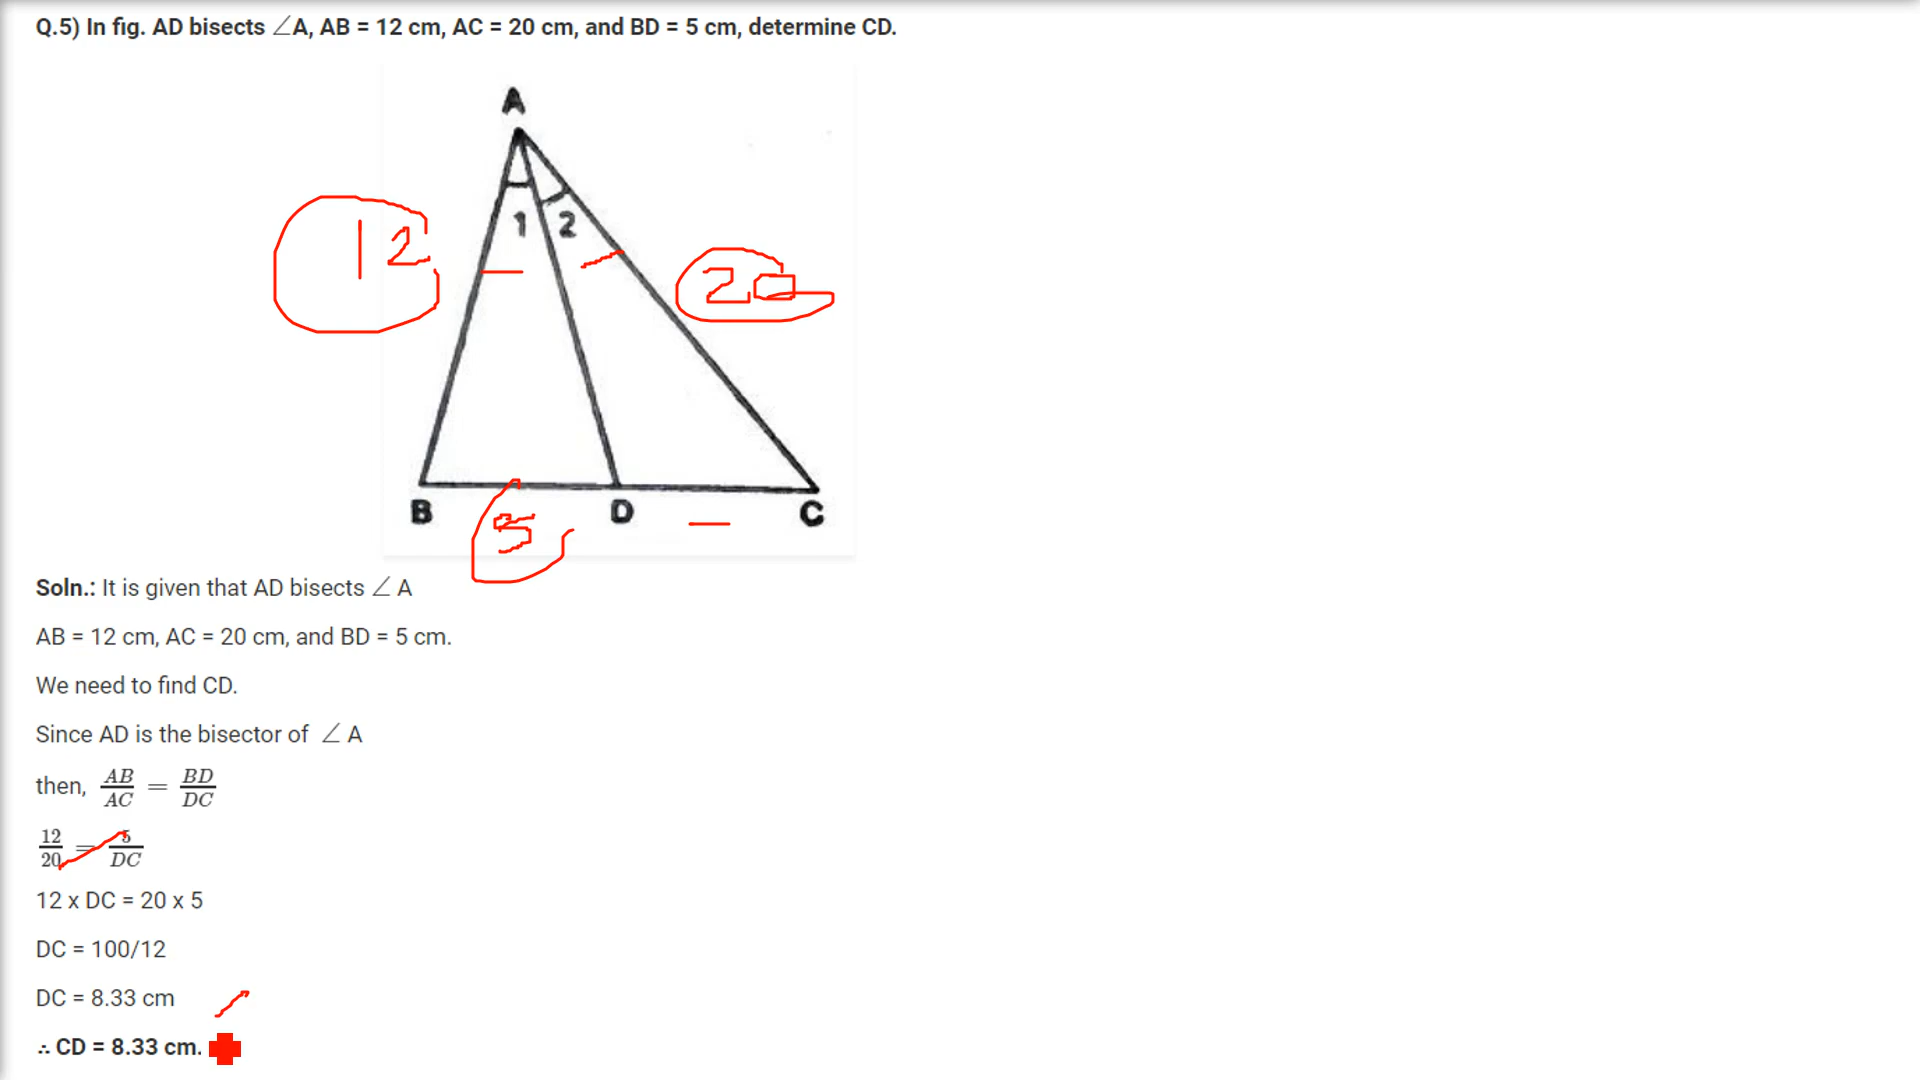 Q.5) In fig. AD bisects ∠A, AB = 12 cm, AC = 20 cm, and BD = 5 cm, determine CD.
A
12
1 2
20
B D C
5
Soln.: It is given that AD bisects ∠ A
AB = 12 cm, AC = 20 cm, and BD = 5 cm.
We need to find CD.
Since AD is the bisector of ∠ A
then, AB/AC = BD/DC
12/20 = 5/DC
12 x DC = 20 x 5
DC = 100/12
DC = 8.33 cm
∴ CD = 8.33 cm.